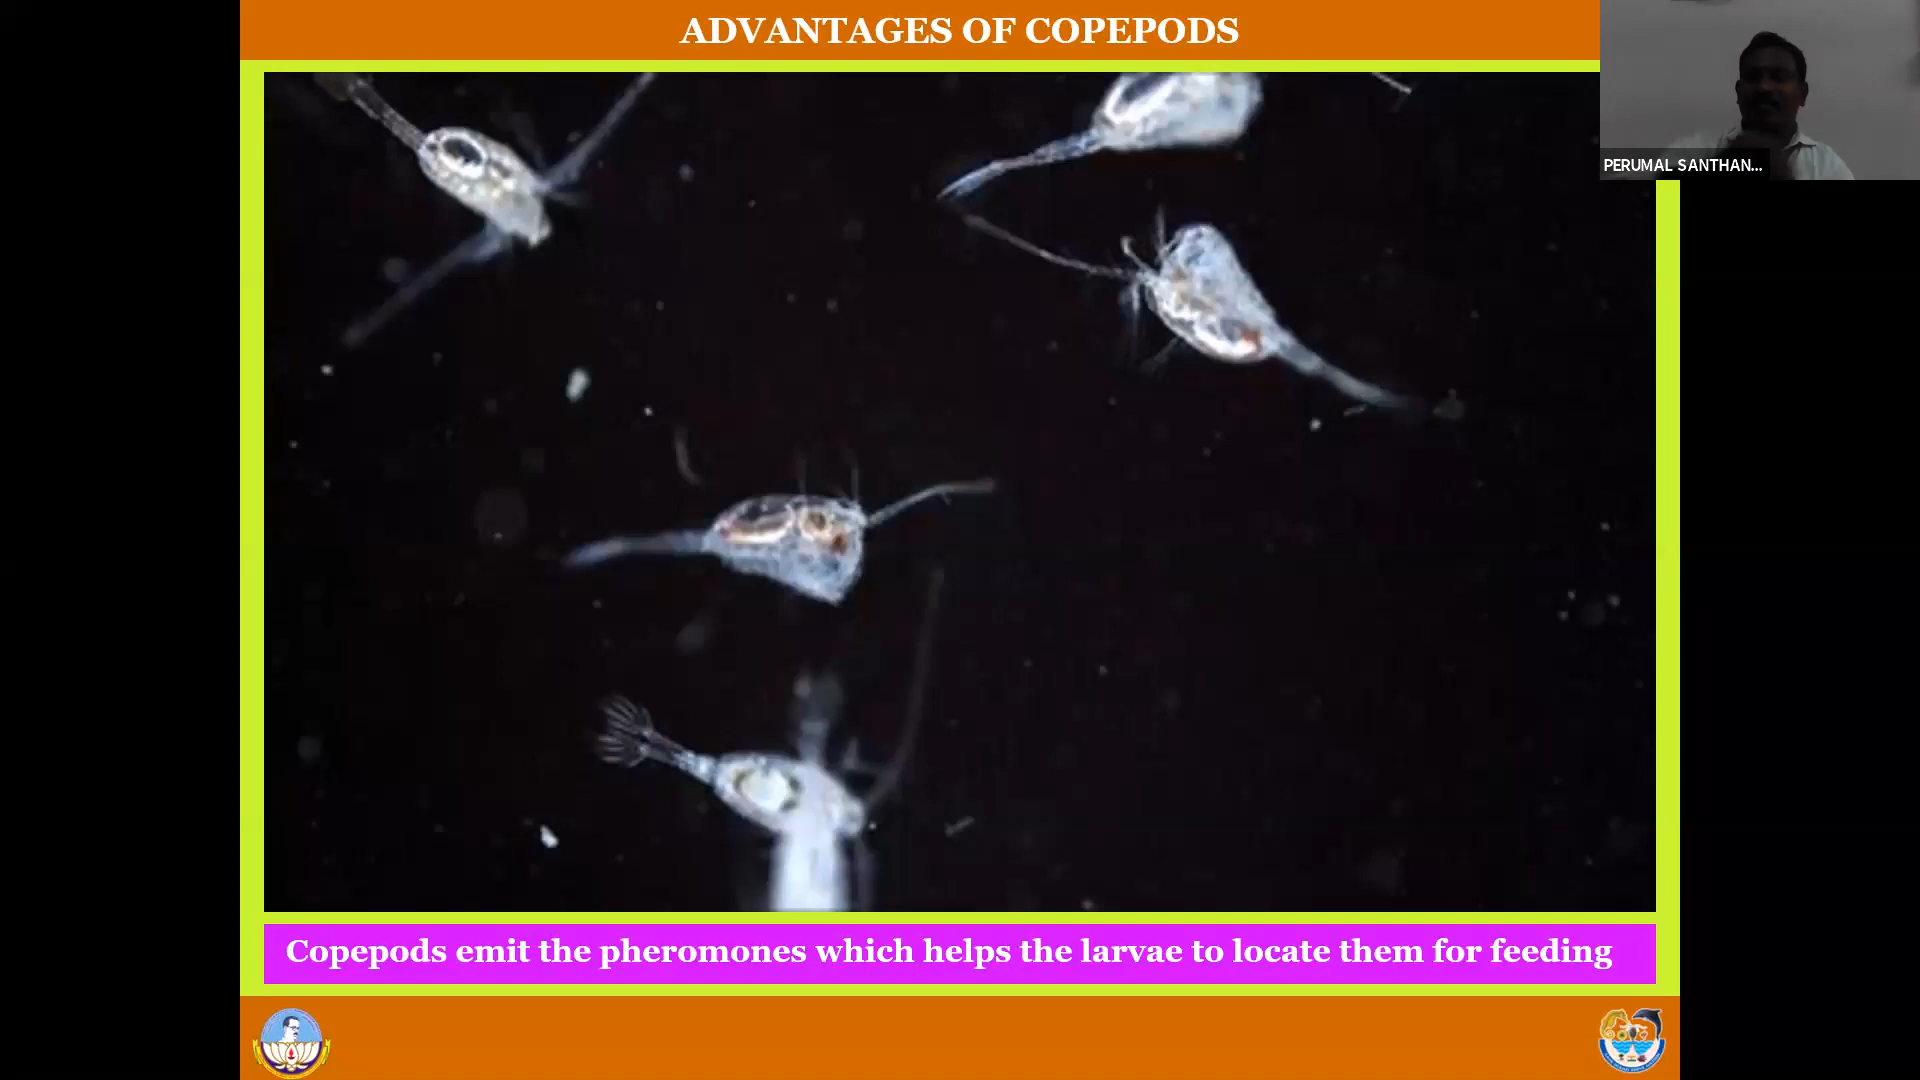 ADVANTAGES OF COPEPODS
PERUMAL SANTHAN...
Copepods emit the pheromones which helps the larvae to locate them for feeding